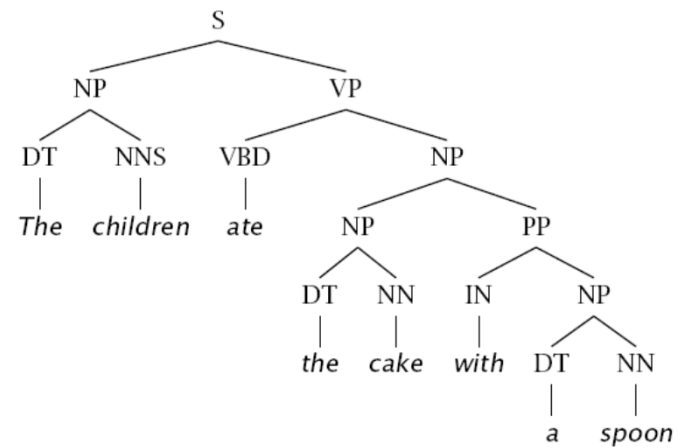 S
NP VP
DT NNS VBD NP
The children ate NP PP
DT NN IN NP
the cake with DT NN
a spoon